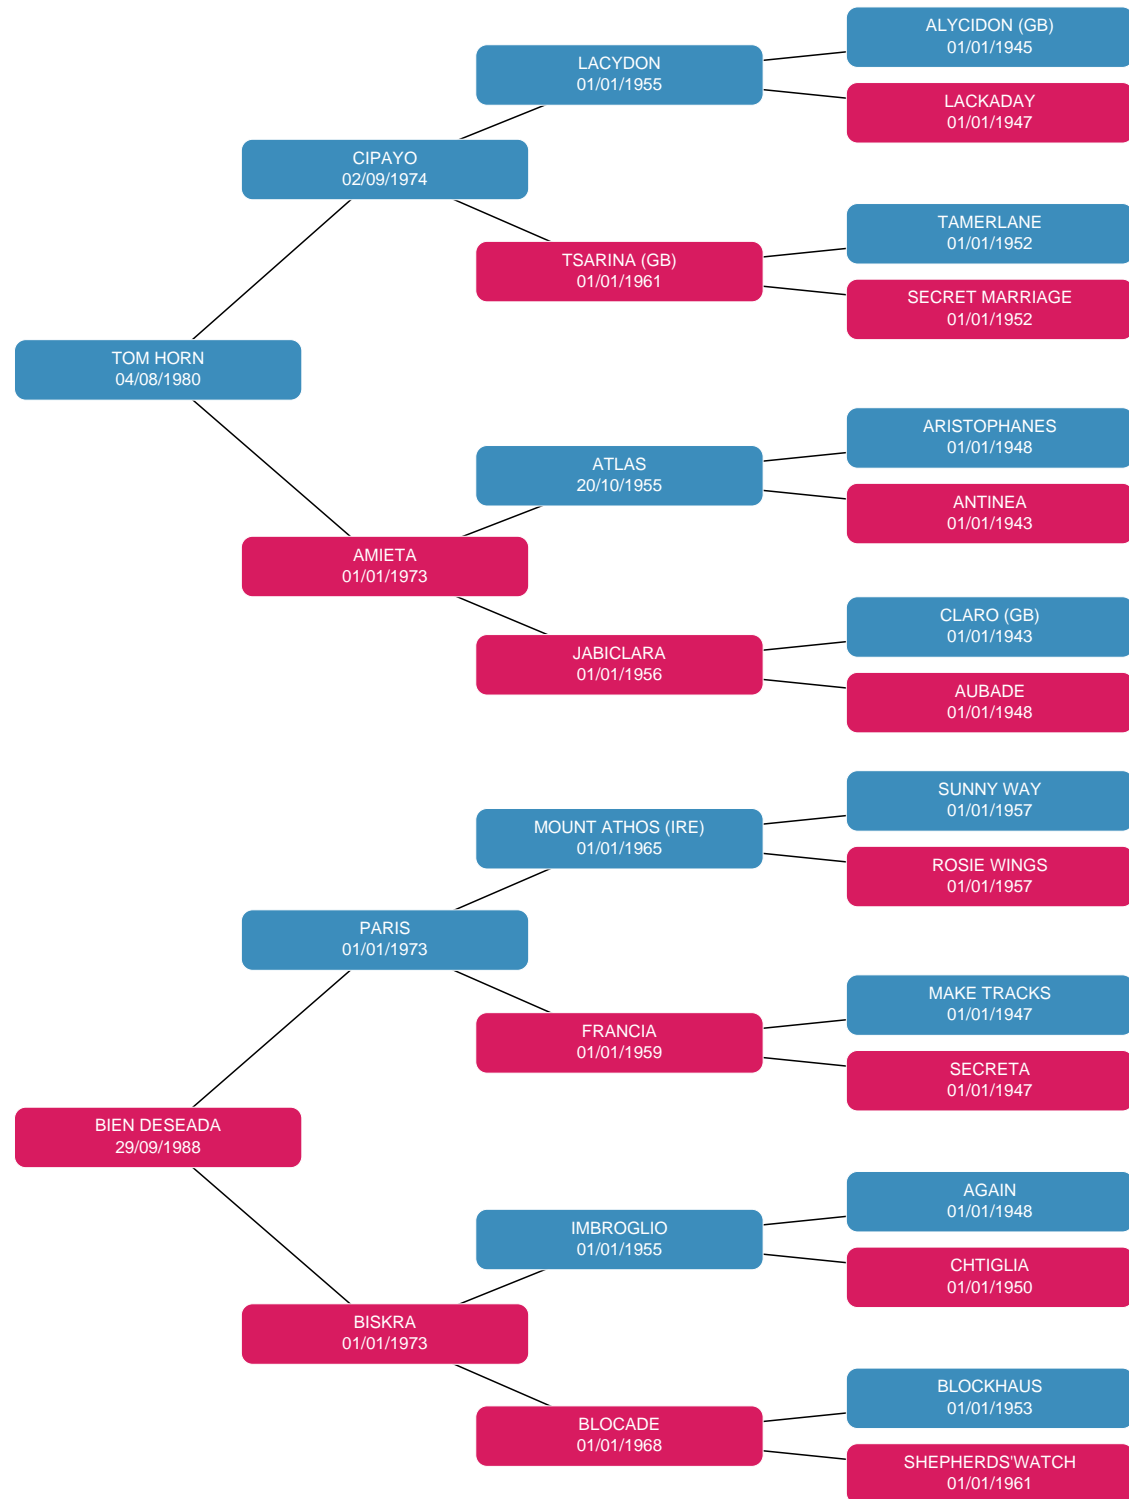 ALYCIDON (GB)
01/01/1945
LACYDON
01/01/1955
LACKADAY
01/01/1947
CIPAYO
02/09/1974
TAMERLANE
01/01/1952
TSARINA (GB)
01/01/1961
SECRET MARRIAGE
01/01/1952
TOM HORN
04/08/1980
ARISTOPHANES
01/01/1948
ATLAS
20/10/1955
ANTINEA
01/01/1943
AMIETA
01/01/1973
CLARO (GB)
01/01/1943
JABICLARA
01/01/1956
AUBADE
01/01/1948
SUNNY WAY
01/01/1957
MOUNT ATHOS (IRE)
01/01/1965
ROSIE WINGS
01/01/1957
PARIS
01/01/1973
MAKE TRACKS
01/01/1947
FRANCIA
01/01/1959
SECRETA
01/01/1947
BIEN DESEADA
29/09/1988
AGAIN
01/01/1948
IMBROGLIO
01/01/1955
CHTIGLIA
01/01/1950
BISKRA
01/01/1973
BLOCKHAUS
01/01/1953
BLOCADE
01/01/1968
SHEPHERDS'WATCH
01/01/1961